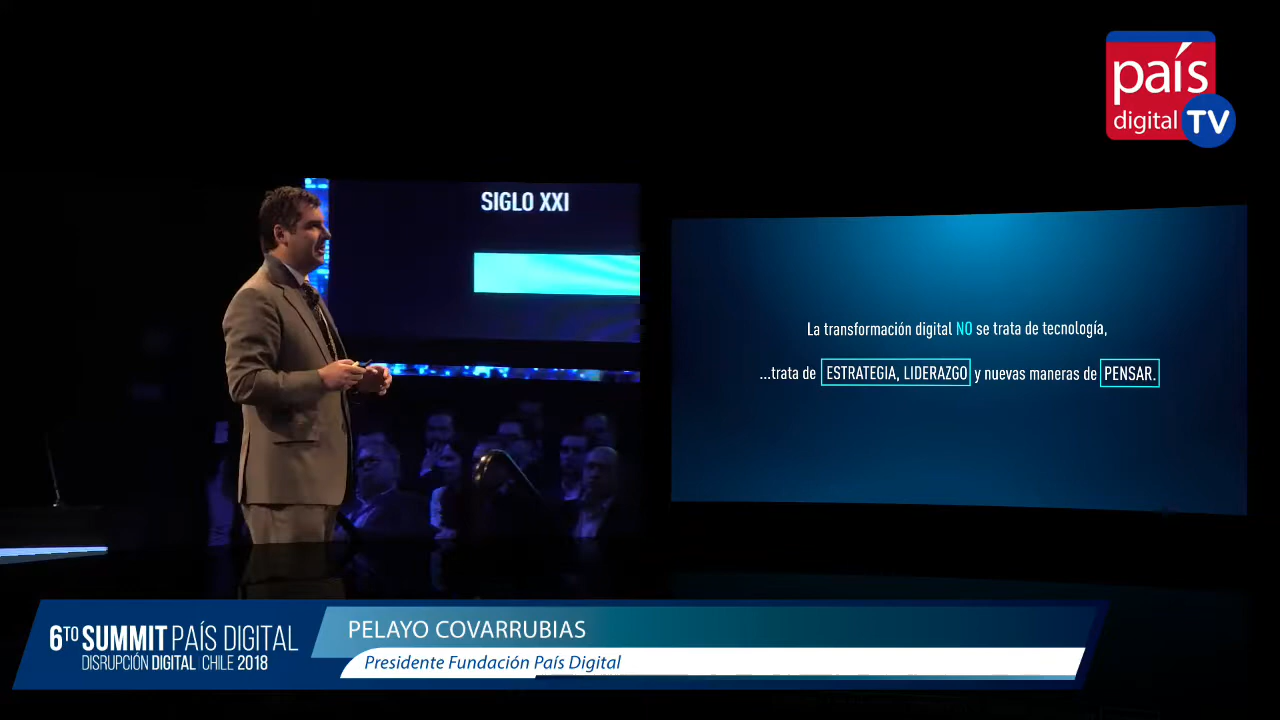 país
digital TV
SIGLO XXI
La transformación digital NO se trata de tecnología,
...trata de ESTRATEGIA, LIDERAZGO y nuevas maneras de PENSAR.
6TO SUMMIT PAÍS DIGITAL
DISRUPCIÓN DIGITAL CHILE 2018
PELAYO COVARRUBIAS
Presidente Fundación País Digital